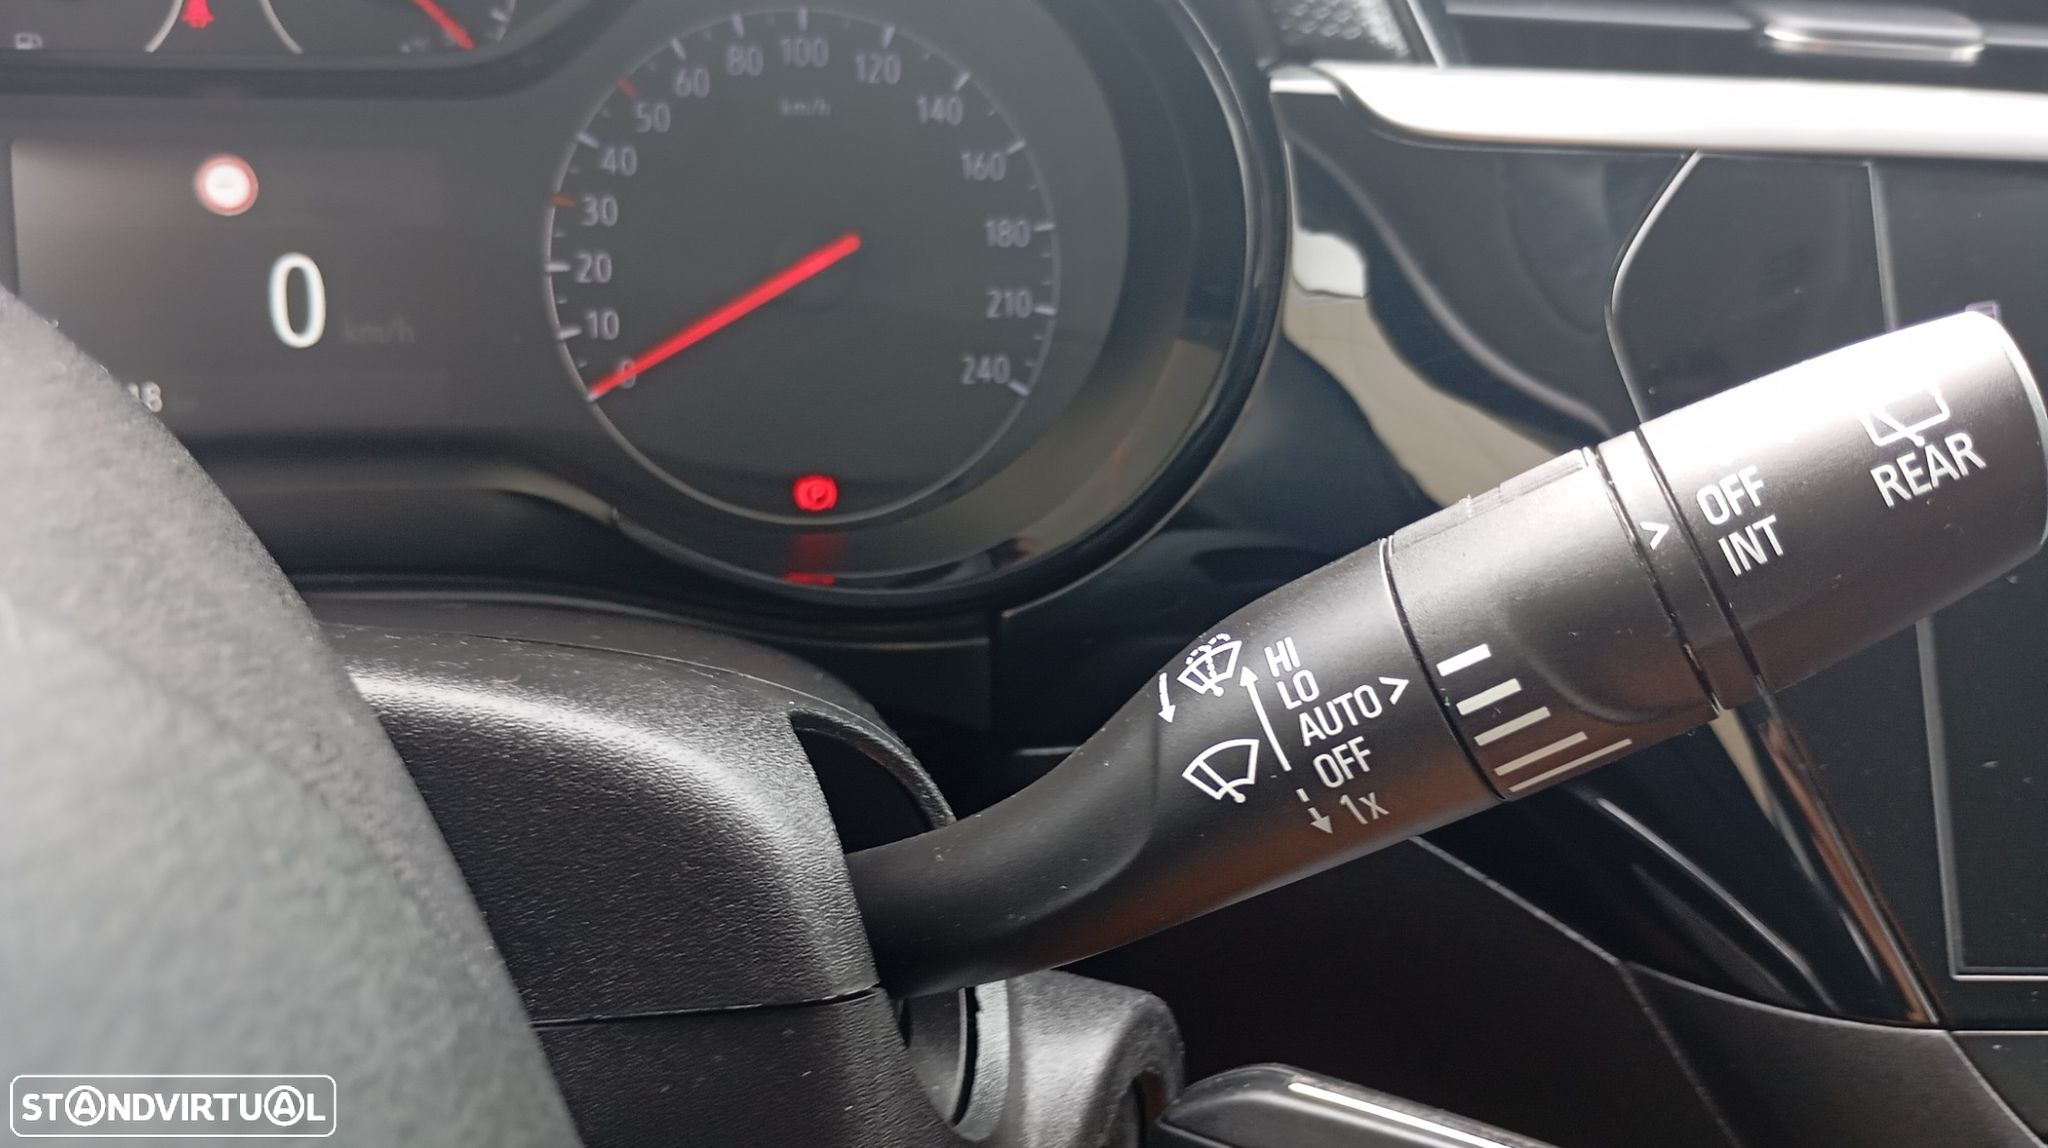 100
80
120
60
km/h
50
140
40
160
30
180
0 km/h
20
210
10
240
0
REAR
OFF
INT
HI
LO
AUTO >
OFF
1x
STANDVIRTUAL